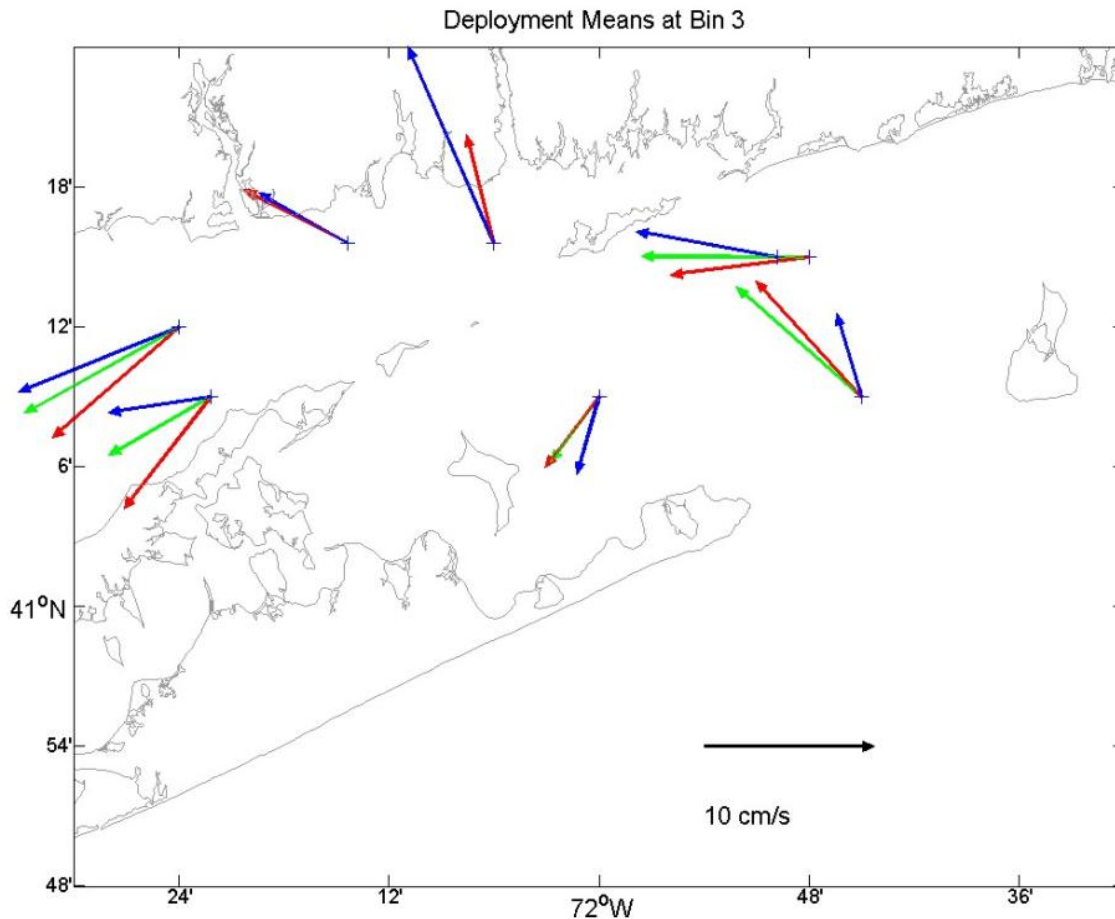 Deployment Means at Bin 3
18'
12'
6'
41°N
54'
48'
10 cm/s
24'
12'
72°W
48'
36'